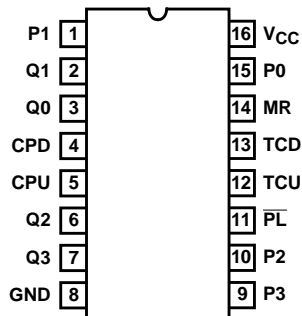 P1 1 16 VCC
Q1 2 15 P0
Q0 3 14 MR
CPD 4 13 TCD
CPU 5 12 TCU
Q2 6 11 P̅L̅
Q3 7 10 P2
GND 8 9 P3